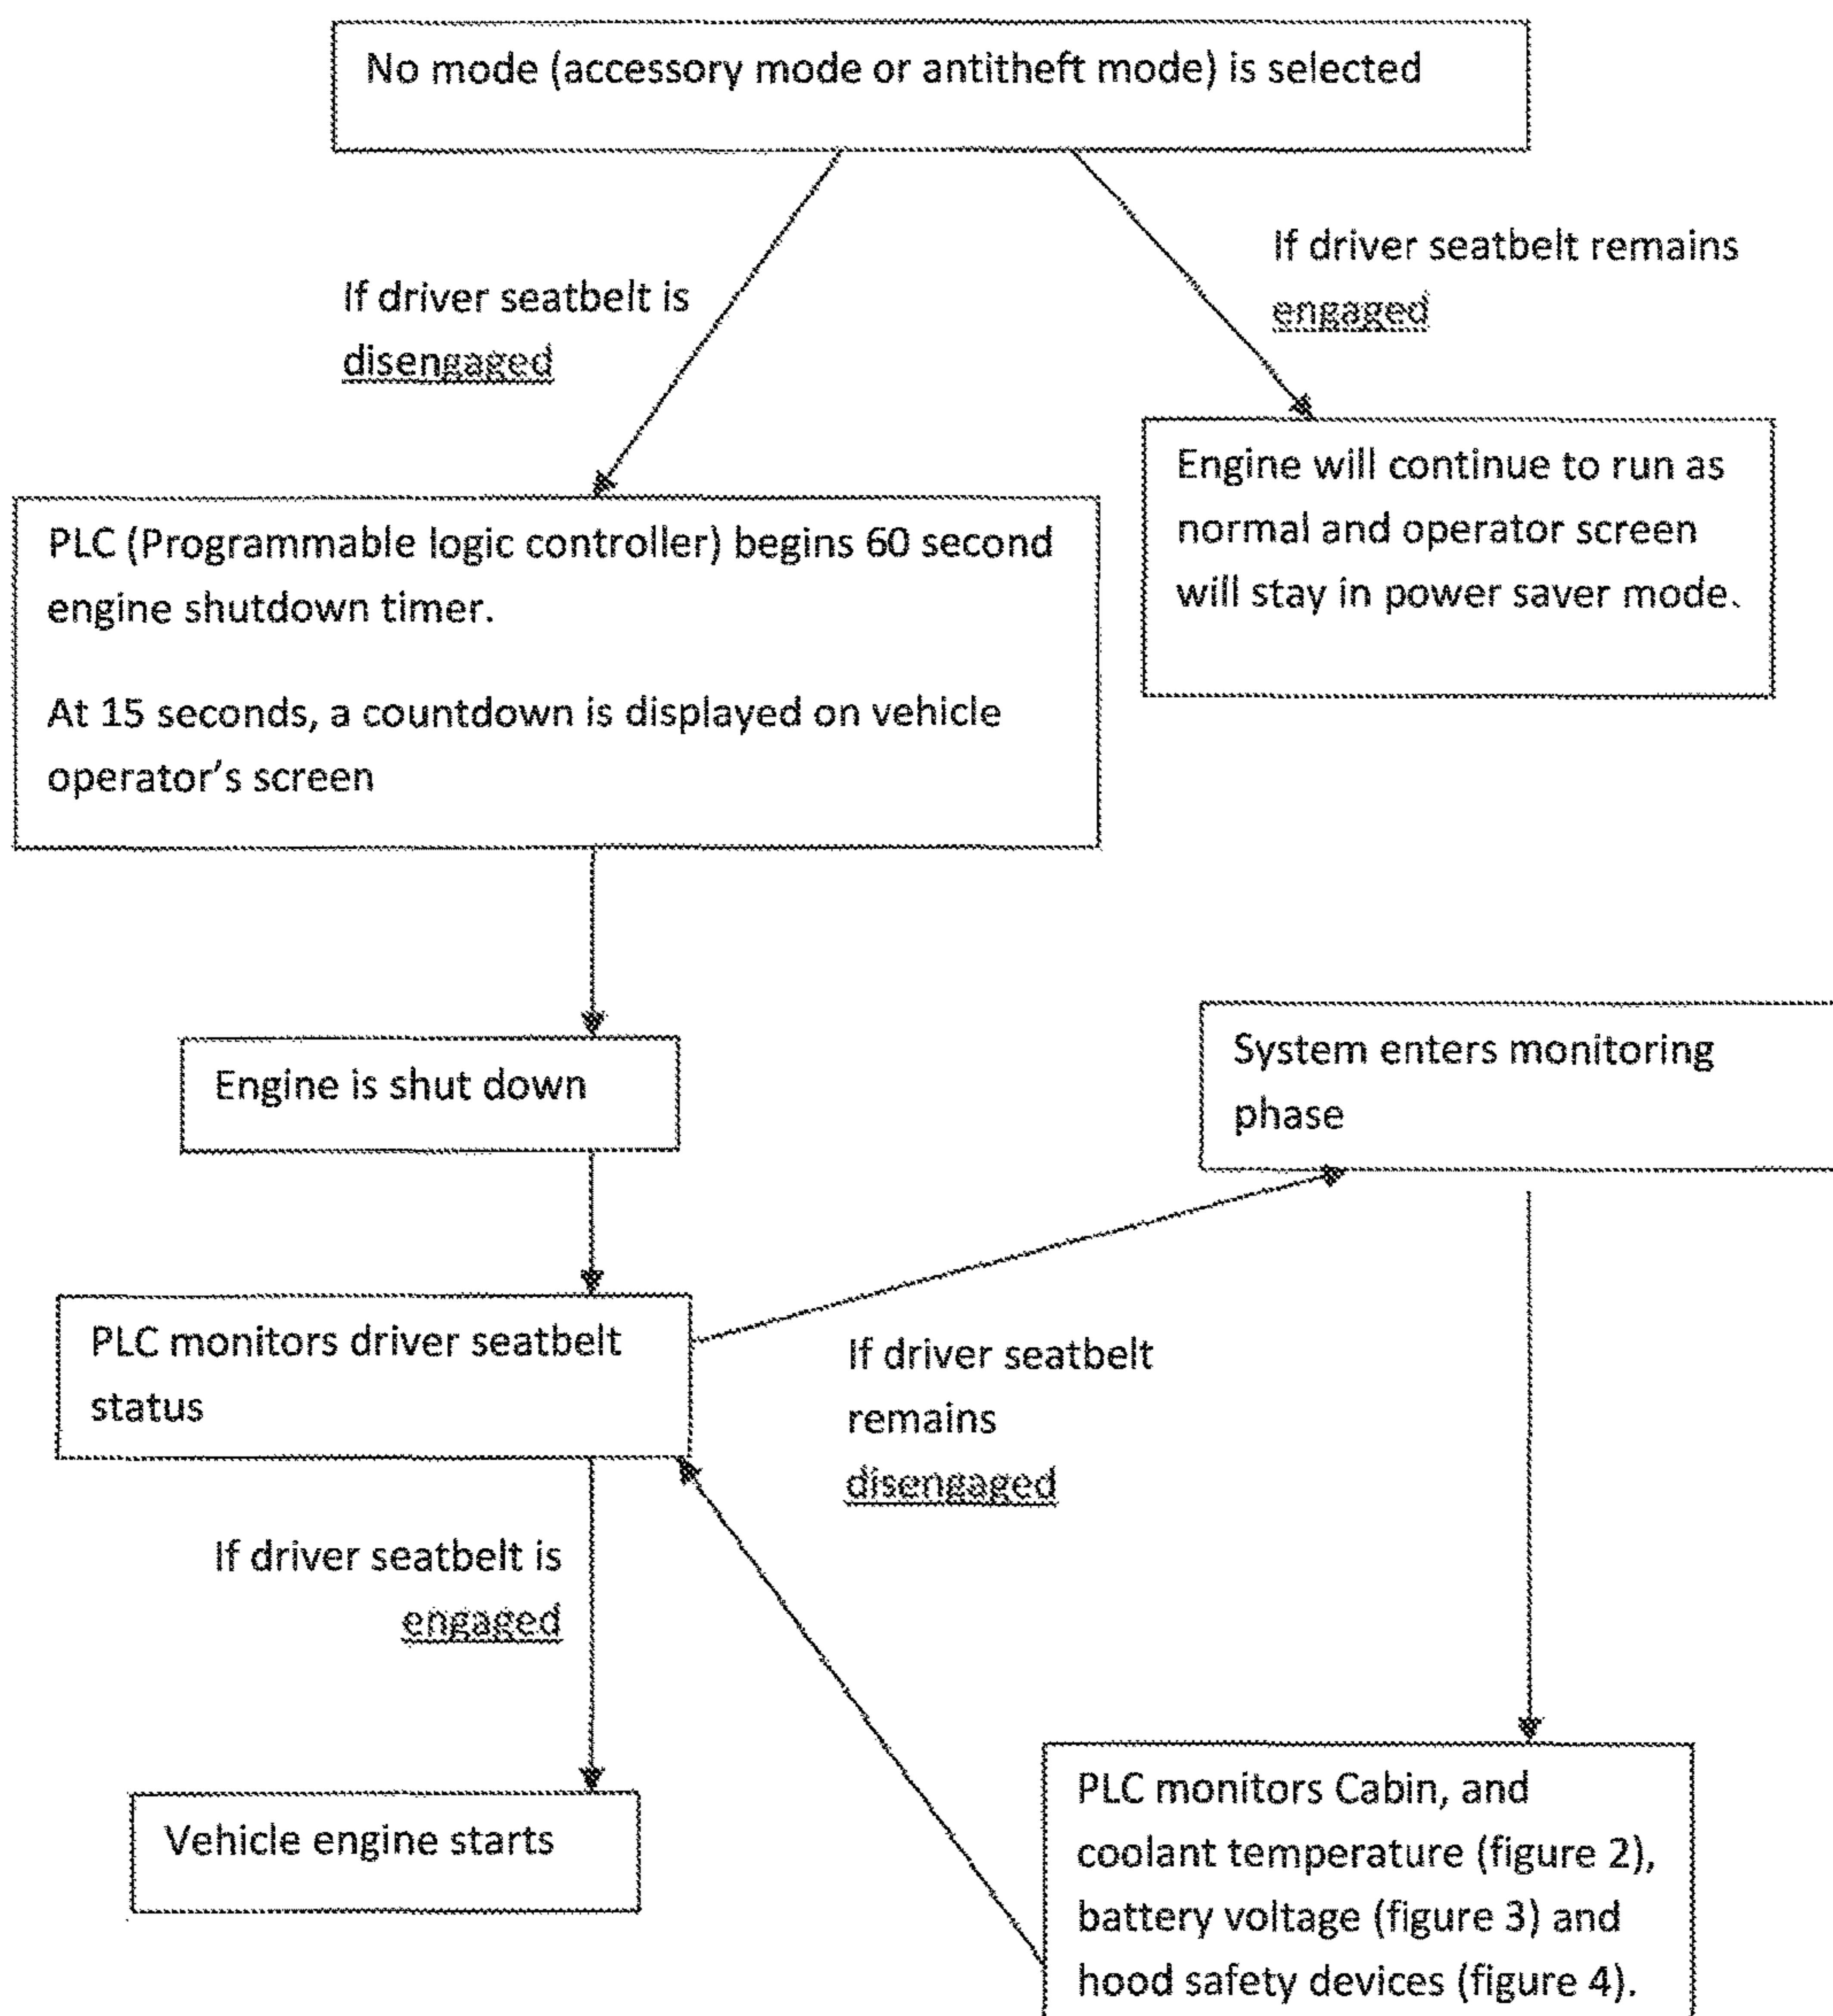 No mode (accessory mode or antitheft mode) is selected
If driver seatbelt remains
engaged
If driver seatbelt is
disengaged
Engine will continue to run as
normal and operator screen
will stay in power saver mode.
PLC (Programmable logic controller) begins 60 second
engine shutdown timer.
At 15 seconds, a countdown is displayed on vehicle
operator's screen
Engine is shut down
System enters monitoring
phase
PLC monitors driver seatbelt
status
If driver seatbelt
remains
disengaged
If driver seatbelt is
engaged
Vehicle engine starts
PLC monitors Cabin, and
coolant temperature (figure 2),
battery voltage (figure 3) and
hood safety devices (figure 4).